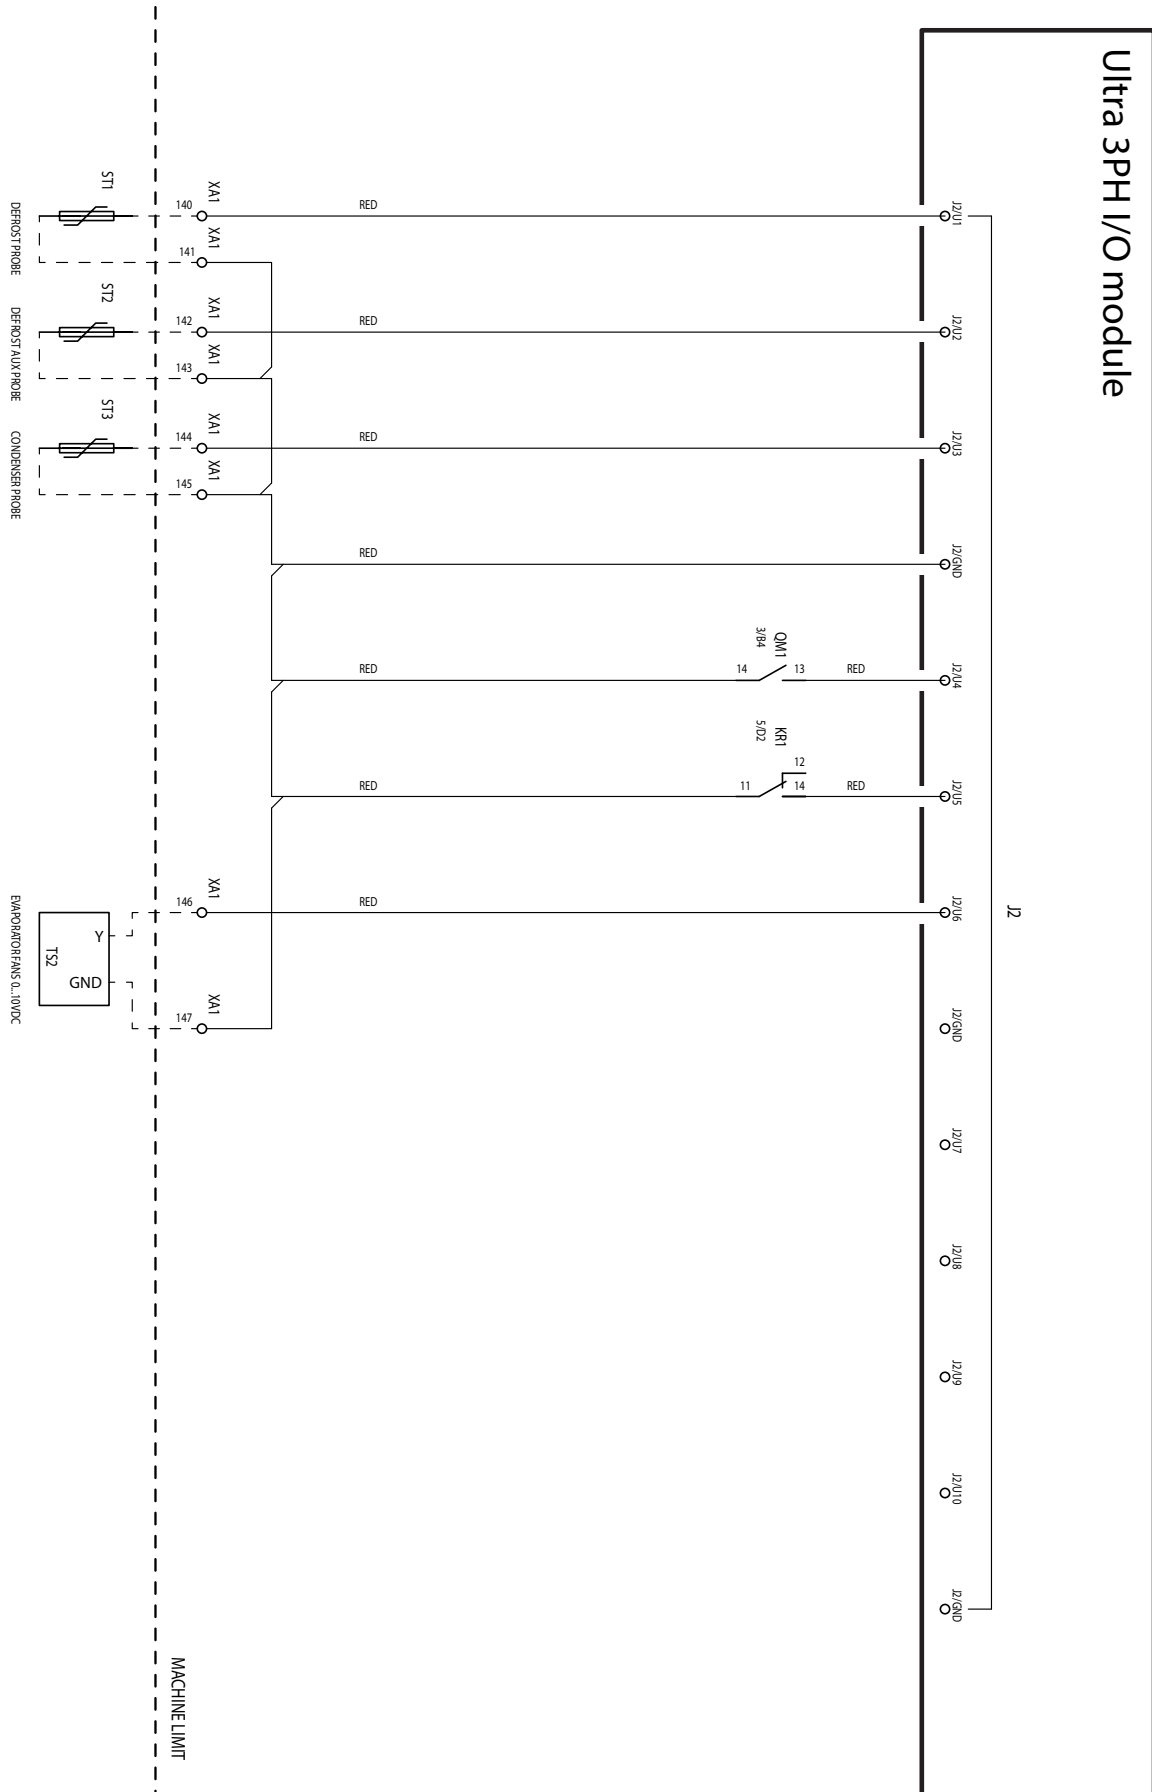 Ultra 3PH I/O module
J2
J2/U1
J2/U2
J2/U3
J2/GND
J2/U4
J2/U5
J2/U6
J2/GND
J2/U7
J2/U8
J2/U9
J2/U10
J2/GND
RED
RED
RED
RED
QM1
3/B4
14
13
RED
RED
KR1
5/D2
12
11
14
RED
RED
RED
XA1
140
XA1
141
XA1
142
XA1
143
XA1
144
XA1
145
XA1
146
XA1
147
MACHINE LIMIT
ST1
DEFROST PROBE
ST2
DEFROST AUX PROBE
ST3
CONDENSER PROBE
Y
GND
TS2
EVAPORATOR FANS 0...10VDC